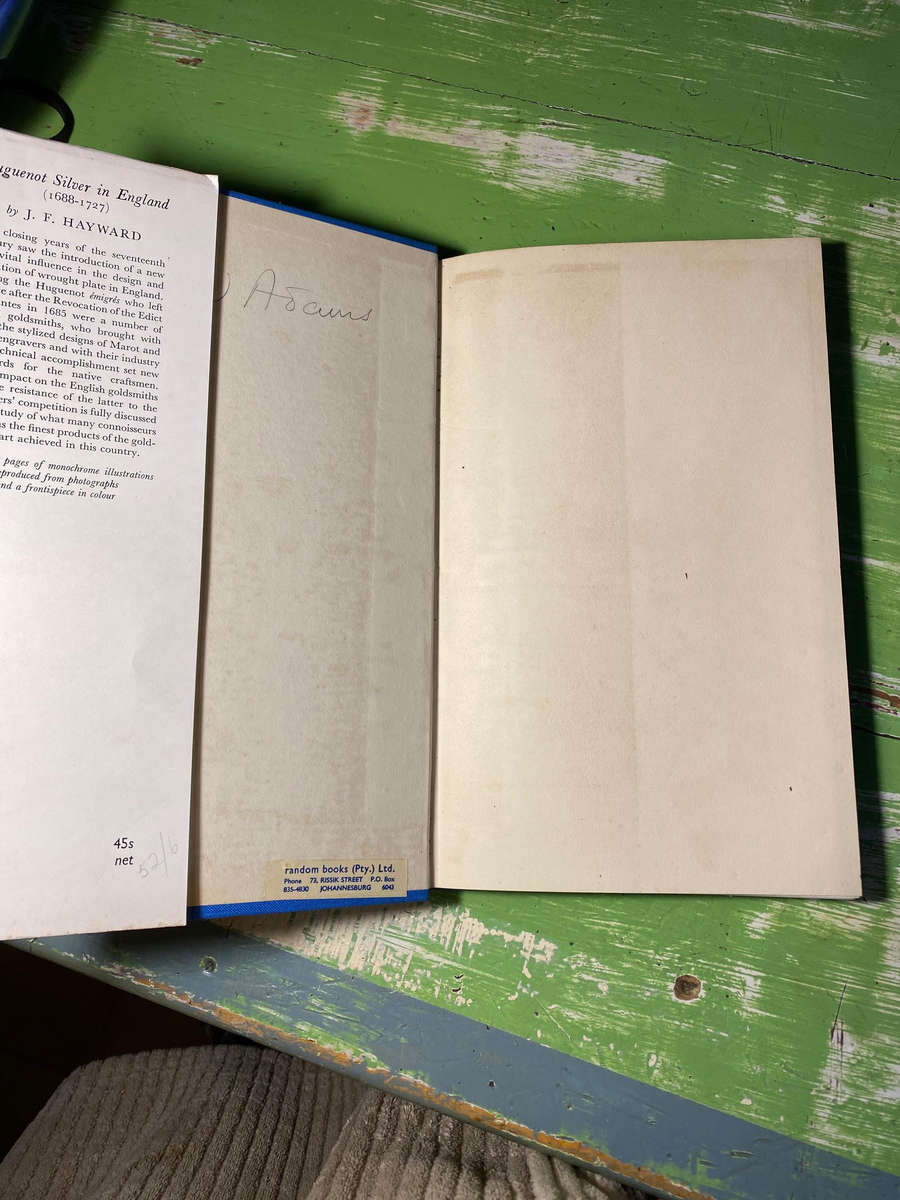 guenot Silver in England
(1688-1727)
by J. F. HAYWARD
closing years of the seventeenth
ry saw the introduction of a new
vital influence in the design and
tion of wrought plate in England.
g the Huguenot émigrés who left
e after the Revocation of the Edict
ntes in 1685 were a number of
goldsmiths, who brought with
the stylized designs of Marot and
engravers and with their industry
chnical accomplishment set new
rds for the native craftsmen.
mpact on the English goldsmiths
e resistance of the latter to the
ers' competition is fully discussed
tudy of what many connoisseurs
s the finest products of the gold-
art achieved in this country.
pages of monochrome illustrations
eproduced from photographs
nd a frontispiece in colour
45s
net
52/6
Adams
random books (Pty.) Ltd.
Phone 73, RISSIK STREET P.O. Box
835-4830 JOHANNESBURG 6043